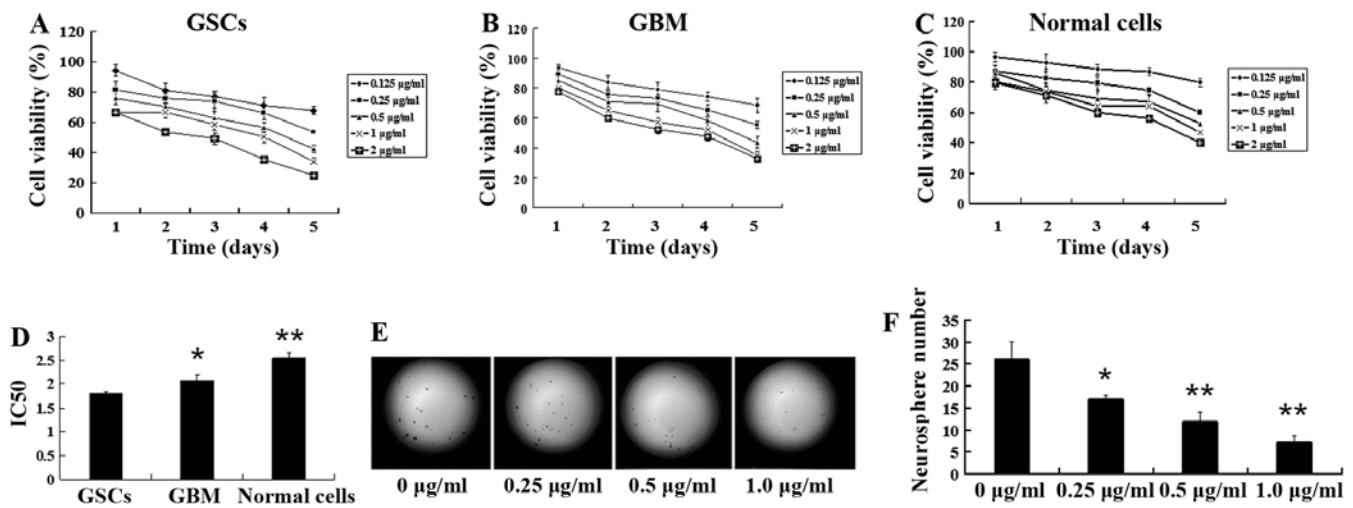 A GSCs
Cell viability (%)
120
100
80
60
40
20
0
1 2 3 4 5
Time (days)
0.125 µg/ml
0.25 µg/ml
0.5 µg/ml
1 µg/ml
2 µg/ml
B GBM
Cell viability (%)
120
100
80
60
40
20
0
1 2 3 4 5
Time (days)
0.125 µg/ml
0.25 µg/ml
0.5 µg/ml
1 µg/ml
2 µg/ml
C Normal cells
Cell viability (%)
120
100
80
60
40
20
0
1 2 3 4 5
Time (days)
0.125 µg/ml
0.25 µg/ml
0.5 µg/ml
1 µg/ml
2 µg/ml
D
IC50
3
2.5
2
1.5
1
0.5
0
*
**
GSCs GBM Normal cells
E
0 µg/ml 0.25 µg/ml 0.5 µg/ml 1.0 µg/ml
F
Neurosphere number
35
30
25
20
15
10
5
0
*
**
**
0 µg/ml 0.25 µg/ml 0.5 µg/ml 1.0 µg/ml